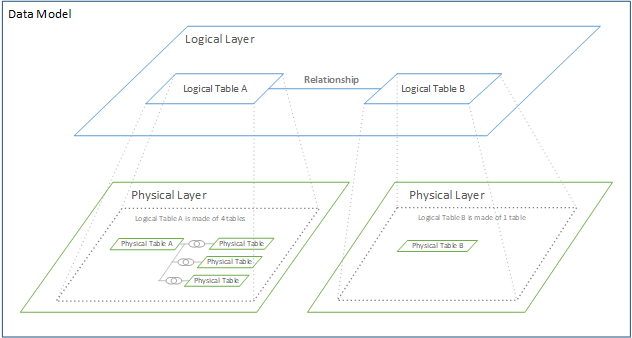 Data Model
Logical Layer
Relationship
Logical Table A
Logical Table B
Physical Layer
Logical Table A is made of 4 tables
Physical Table A
Physical Table
Physical Table
Physical Table
Physical Layer
Logical Table B is made of 1 table
Physical Table B